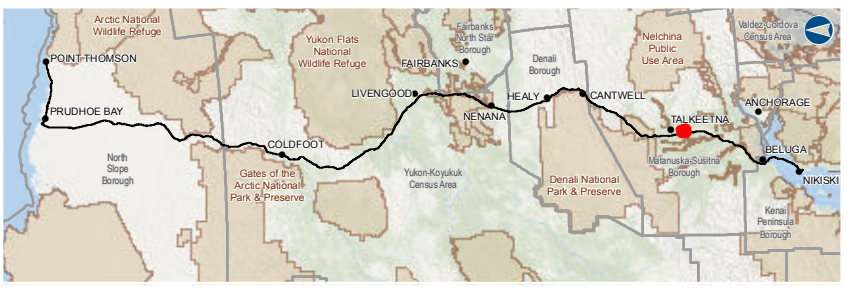 Arctic National
Wildlife Refuge
POINT THOMSON
PRUDHOE BAY
North
Slope
Borough
COLDFOOT
Gates of the
Arctic National
Park & Preserve
Yukon Flats
National
Wildlife Refuge
LIVENGOOD
FAIRBANKS
Fairbanks
North Star
Borough
NENANA
Yukon-Koyukuk
Census Area
Denali
Borough
HEALY
CANTWELL
Denali National
Park & Preserve
Nelchina
Public
Use Area
TALKEETNA
Matanuska-Susitna
Borough
Valdez-Cordova
Census Area
ANCHORAGE
BELUGA
NIKISKI
Kenai
Peninsula
Borough